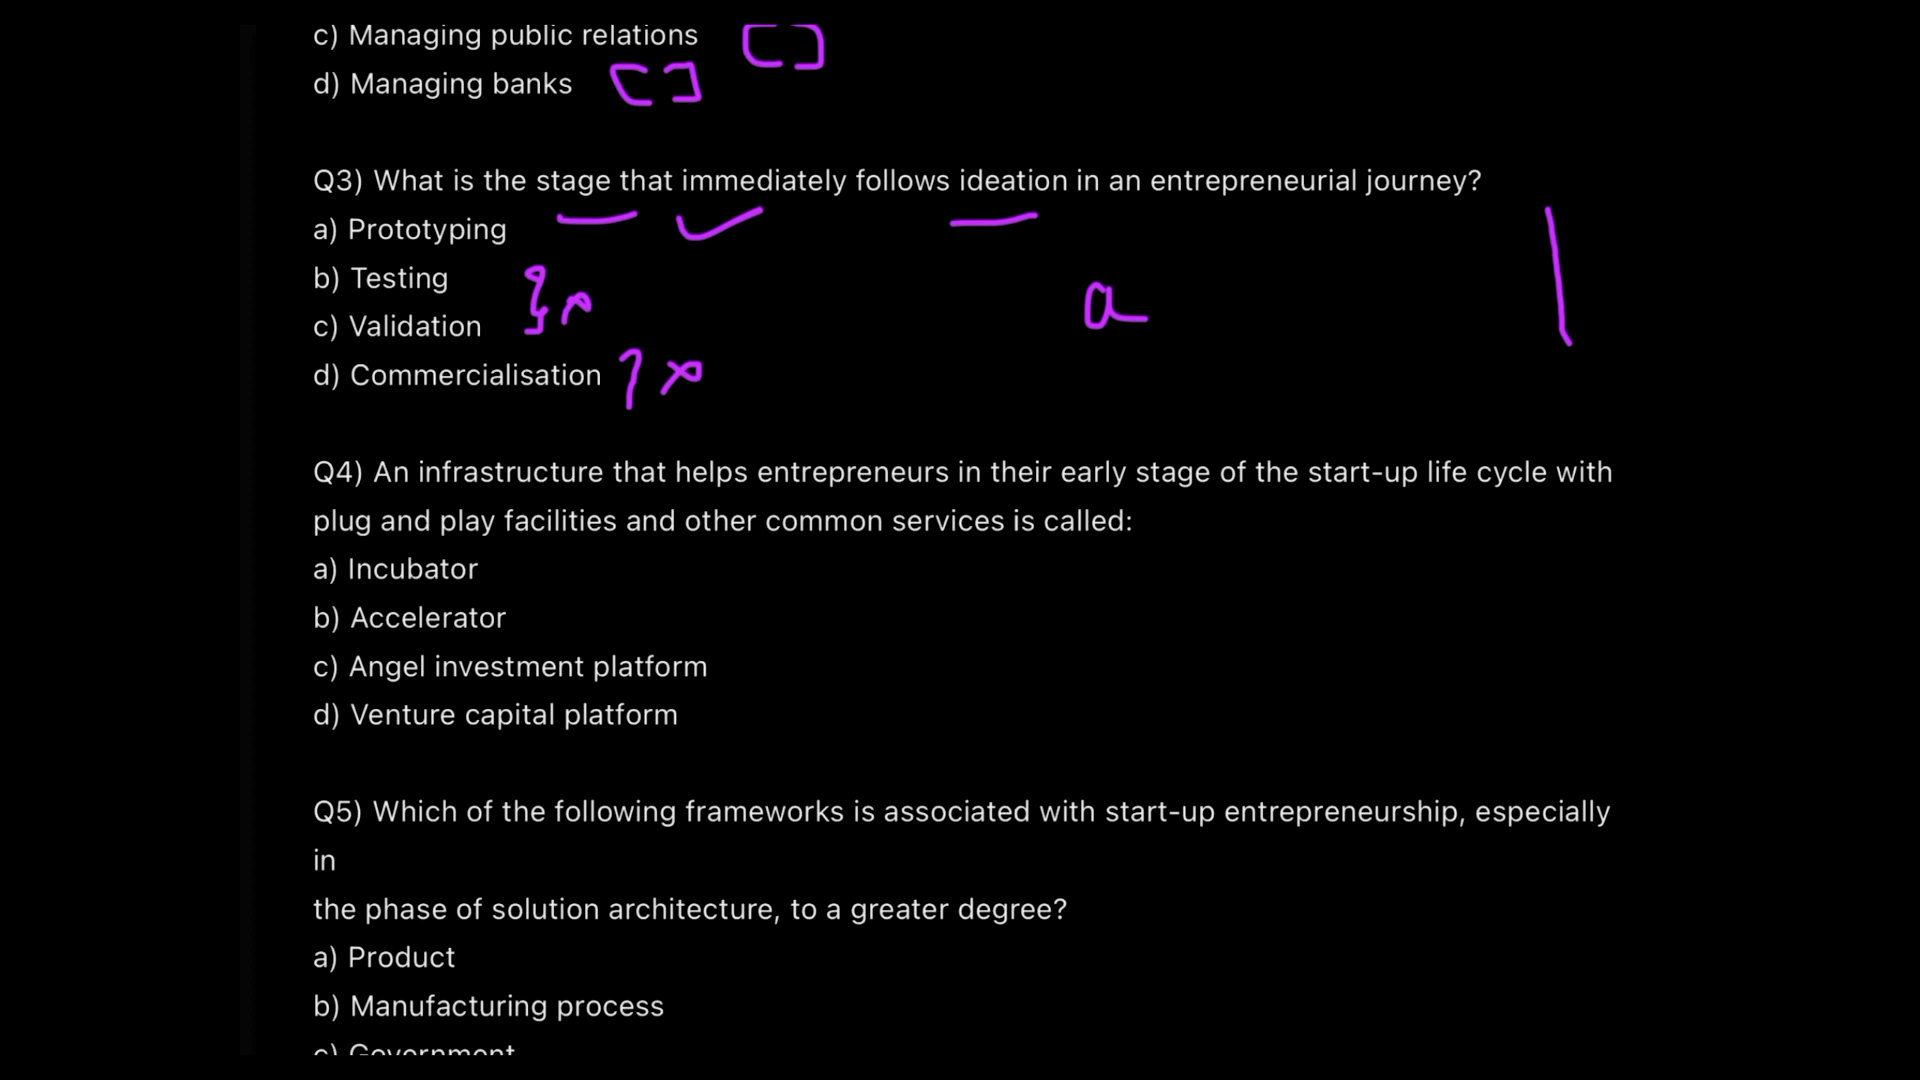 c) Managing public relations
d) Managing banks
Q3) What is the stage that immediately follows ideation in an entrepreneurial journey?
a) Prototyping
b) Testing
c) Validation
a
d) Commercialisation
Q4) An infrastructure that helps entrepreneurs in their early stage of the start-up life cycle with
plug and play facilities and other common services is called:
a) Incubator
b) Accelerator
c) Angel investment platform
d) Venture capital platform
Q5) Which of the following frameworks is associated with start-up entrepreneurship, especially
in
the phase of solution architecture, to a greater degree?
a) Product
b) Manufacturing process
c) Government